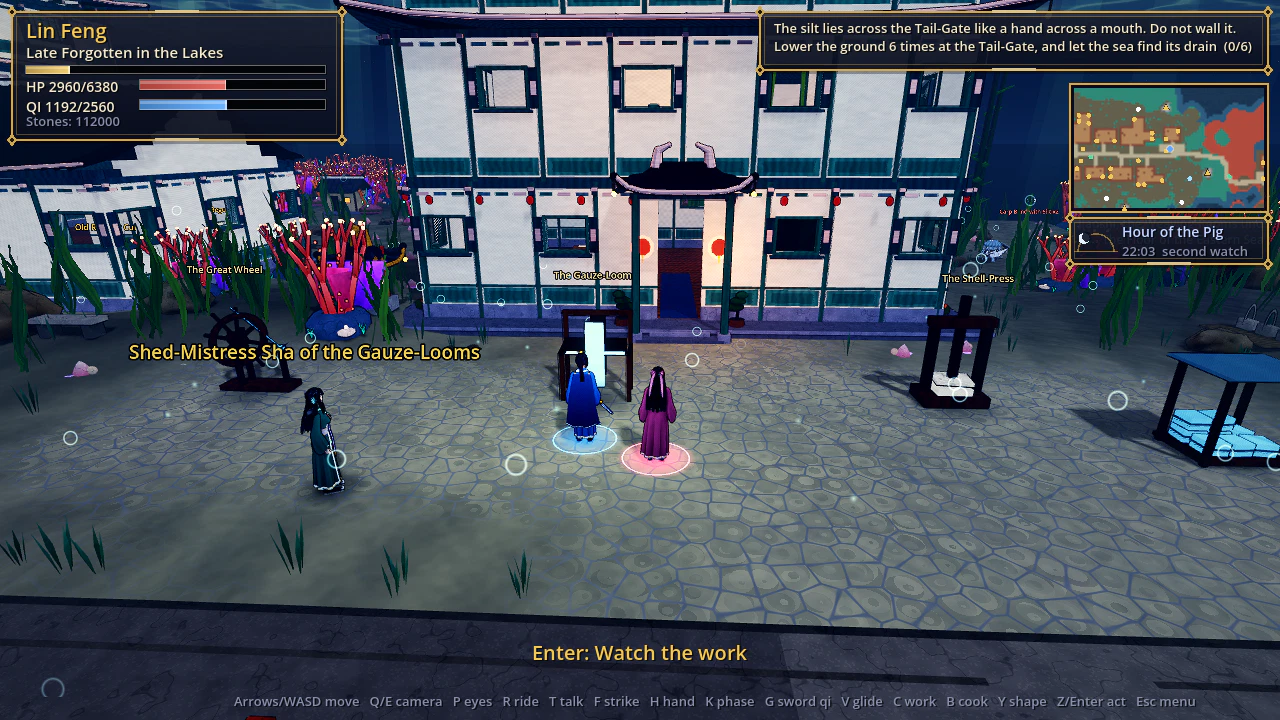 Lin Feng
Late Forgotten in the Lakes
HP 2960/6380
QI 1192/2560
Stones: 112000
The silt lies across the Tail-Gate like a hand across a mouth. Do not wall it.
Lower the ground 6 times at the Tail-Gate, and let the sea find its drain (0/6)
Hour of the Pig
22:03 second watch
The Great Wheel
The Gauze-Loom
The Shell-Press
Shed-Mistress Sha of the Gauze-Looms
Enter: Watch the work
Arrows/WASD move Q/E camera P eyes R ride T talk F strike H hand K phase G sword qi V glide C work B cook Y shape Z/Enter act Esc menu